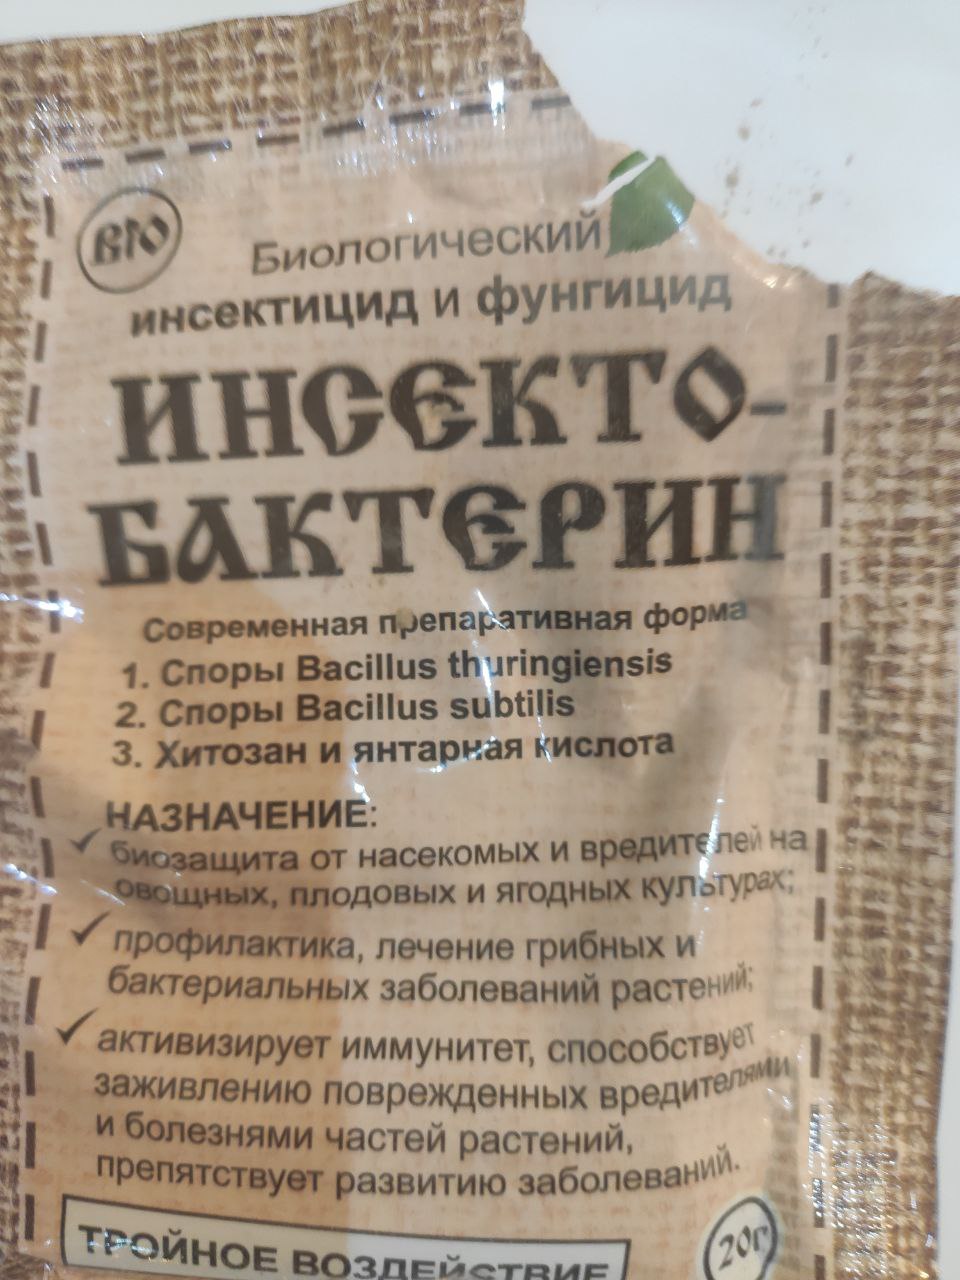 BIO
Биологический
инсектицид и фунгицид
ИНСЕКТО-
БАКТЕРИН
Современная препаративная форма
1. Споры Bacillus thuringiensis
2. Споры Bacillus subtilis
3. Хитозан и янтарная кислота
НАЗНАЧЕНИЕ:
✓ биозащита от насекомых и вредителей на
овощных, плодовых и ягодных культурах;
✓ профилактика, лечение грибных и
бактериальных заболеваний растений;
✓ активизирует иммунитет, способствует
заживлению поврежденных вредителями
и болезнями частей растений,
препятствует развитию заболеваний.
ТРОЙНОЕ ВОЗДЕЙСТВИЕ
20г